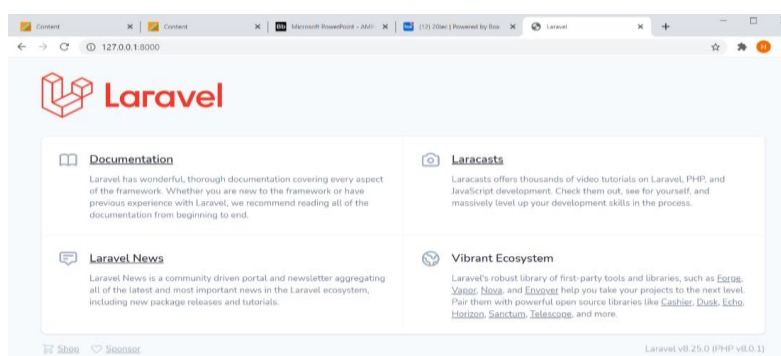 Content
Content
Bb
Microsoft PowerPoint - AMF
(12) 20ier | Powered by Box
Laravel
127.0.0.1:8000
H
Laravel
Documentation
Laravel has wonderful, thorough documentation covering every aspect
of the framework. Whether you are new to the framework or have
previous experience with Laravel, we recommend reading all of the
documentation from beginning to end.
Laracasts
Laracasts offers thousands of video tutorials on Laravel, PHP, and
JavaScript development. Check them out, see for yourself, and
massively level up your development skills in the process.
Laravel News
Laravel News is a community driven portal and newsletter aggregating
all of the latest and most important news in the Laravel ecosystem,
including new package releases and tutorials.
Vibrant Ecosystem
Laravel's robust library of first-party tools and libraries, such as Forge,
Vapor, Nova, and Envoyer help you take your projects to the next level.
Pair them with powerful open source libraries like Cashier, Dusk, Echo,
Horizon, Sanctum, Telescope, and more.
Shop
Sponsor
Laravel v8.25.0 (PHP v8.0.1)